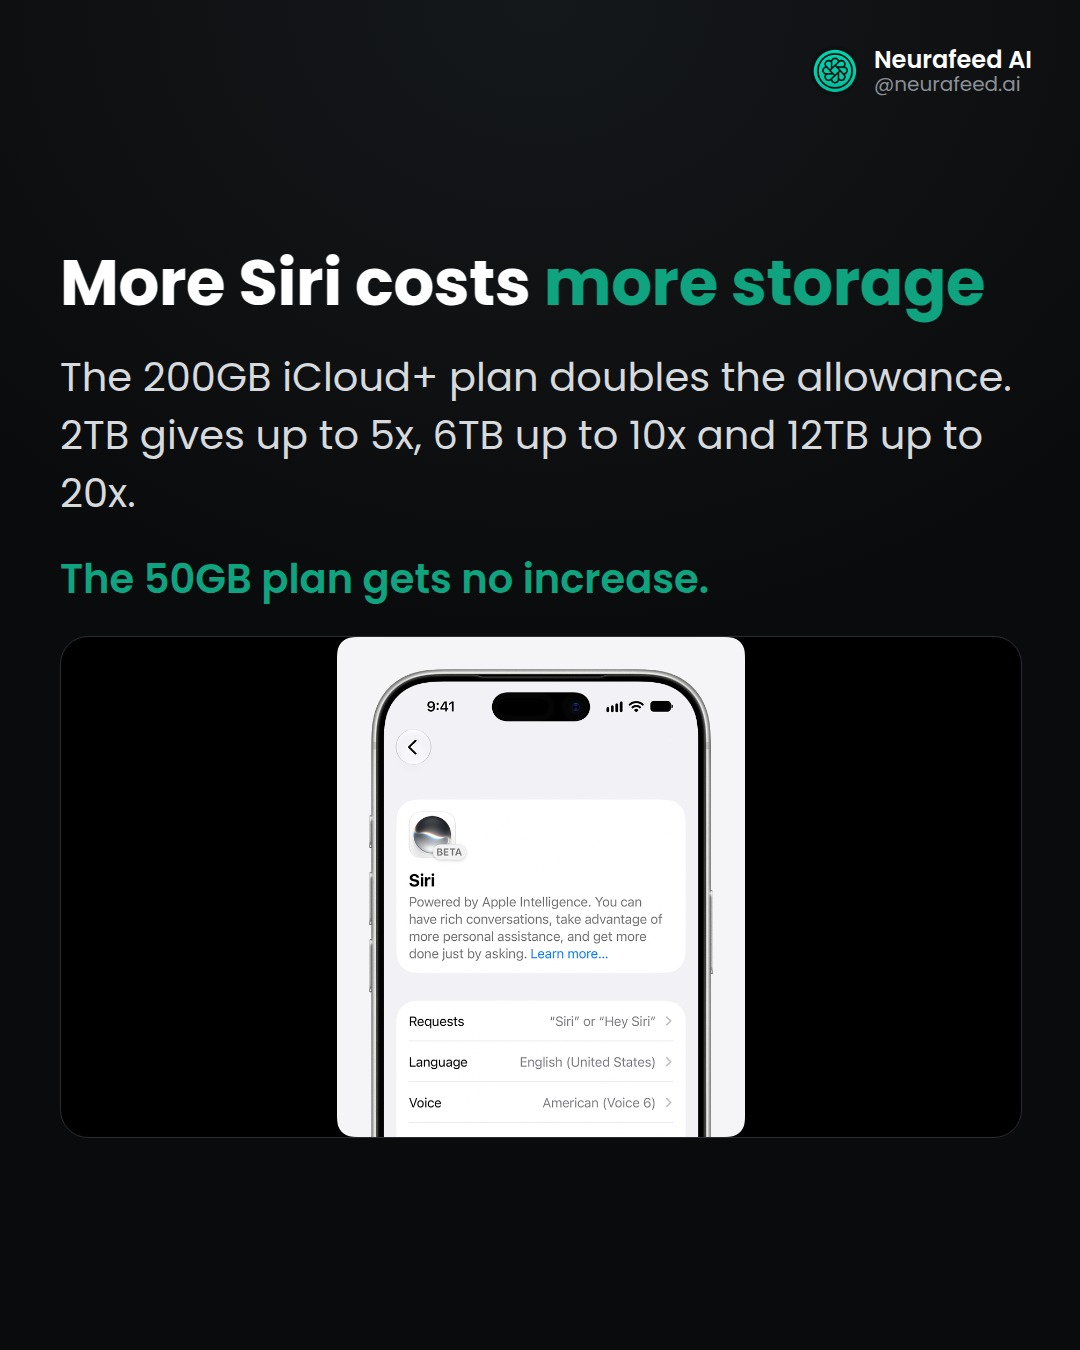 Neurafeed AI
@neurafeed.ai
More Siri costs more storage
The 200GB iCloud+ plan doubles the allowance.
2TB gives up to 5x, 6TB up to 10x and 12TB up to
20x.
The 50GB plan gets no increase.
9:41
BETA
Siri
Powered by Apple Intelligence. You can
have rich conversations, take advantage of
more personal assistance, and get more
done just by asking. Learn more...
Requests “Siri” or “Hey Siri”
Language English (United States)
Voice American (Voice 6)